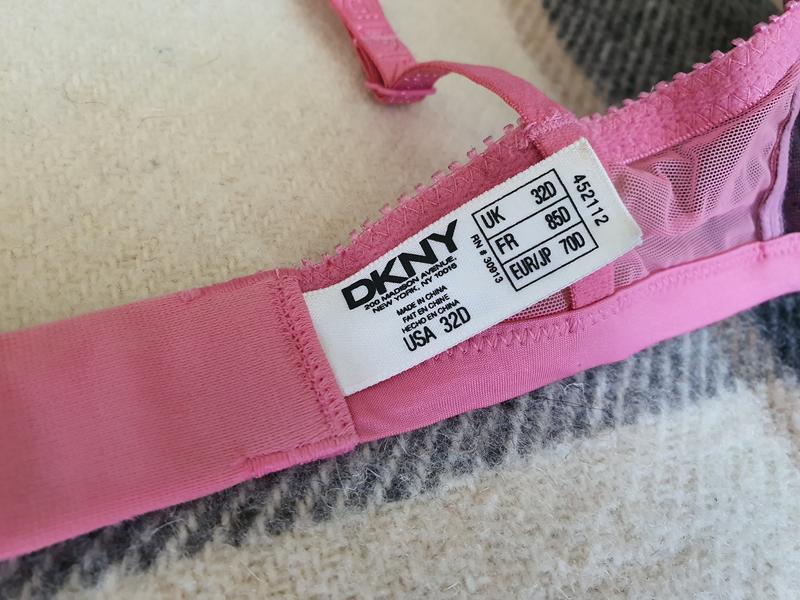 DKNY
200 MADISON AVENUE,
NEW YORK, NY 10016
MADE IN CHINA
FAIT EN CHINE
HECHO EN CHINA
USA 32D
RN # 30913
UK 32D
FR 85D
EUR/JP 70D
452112